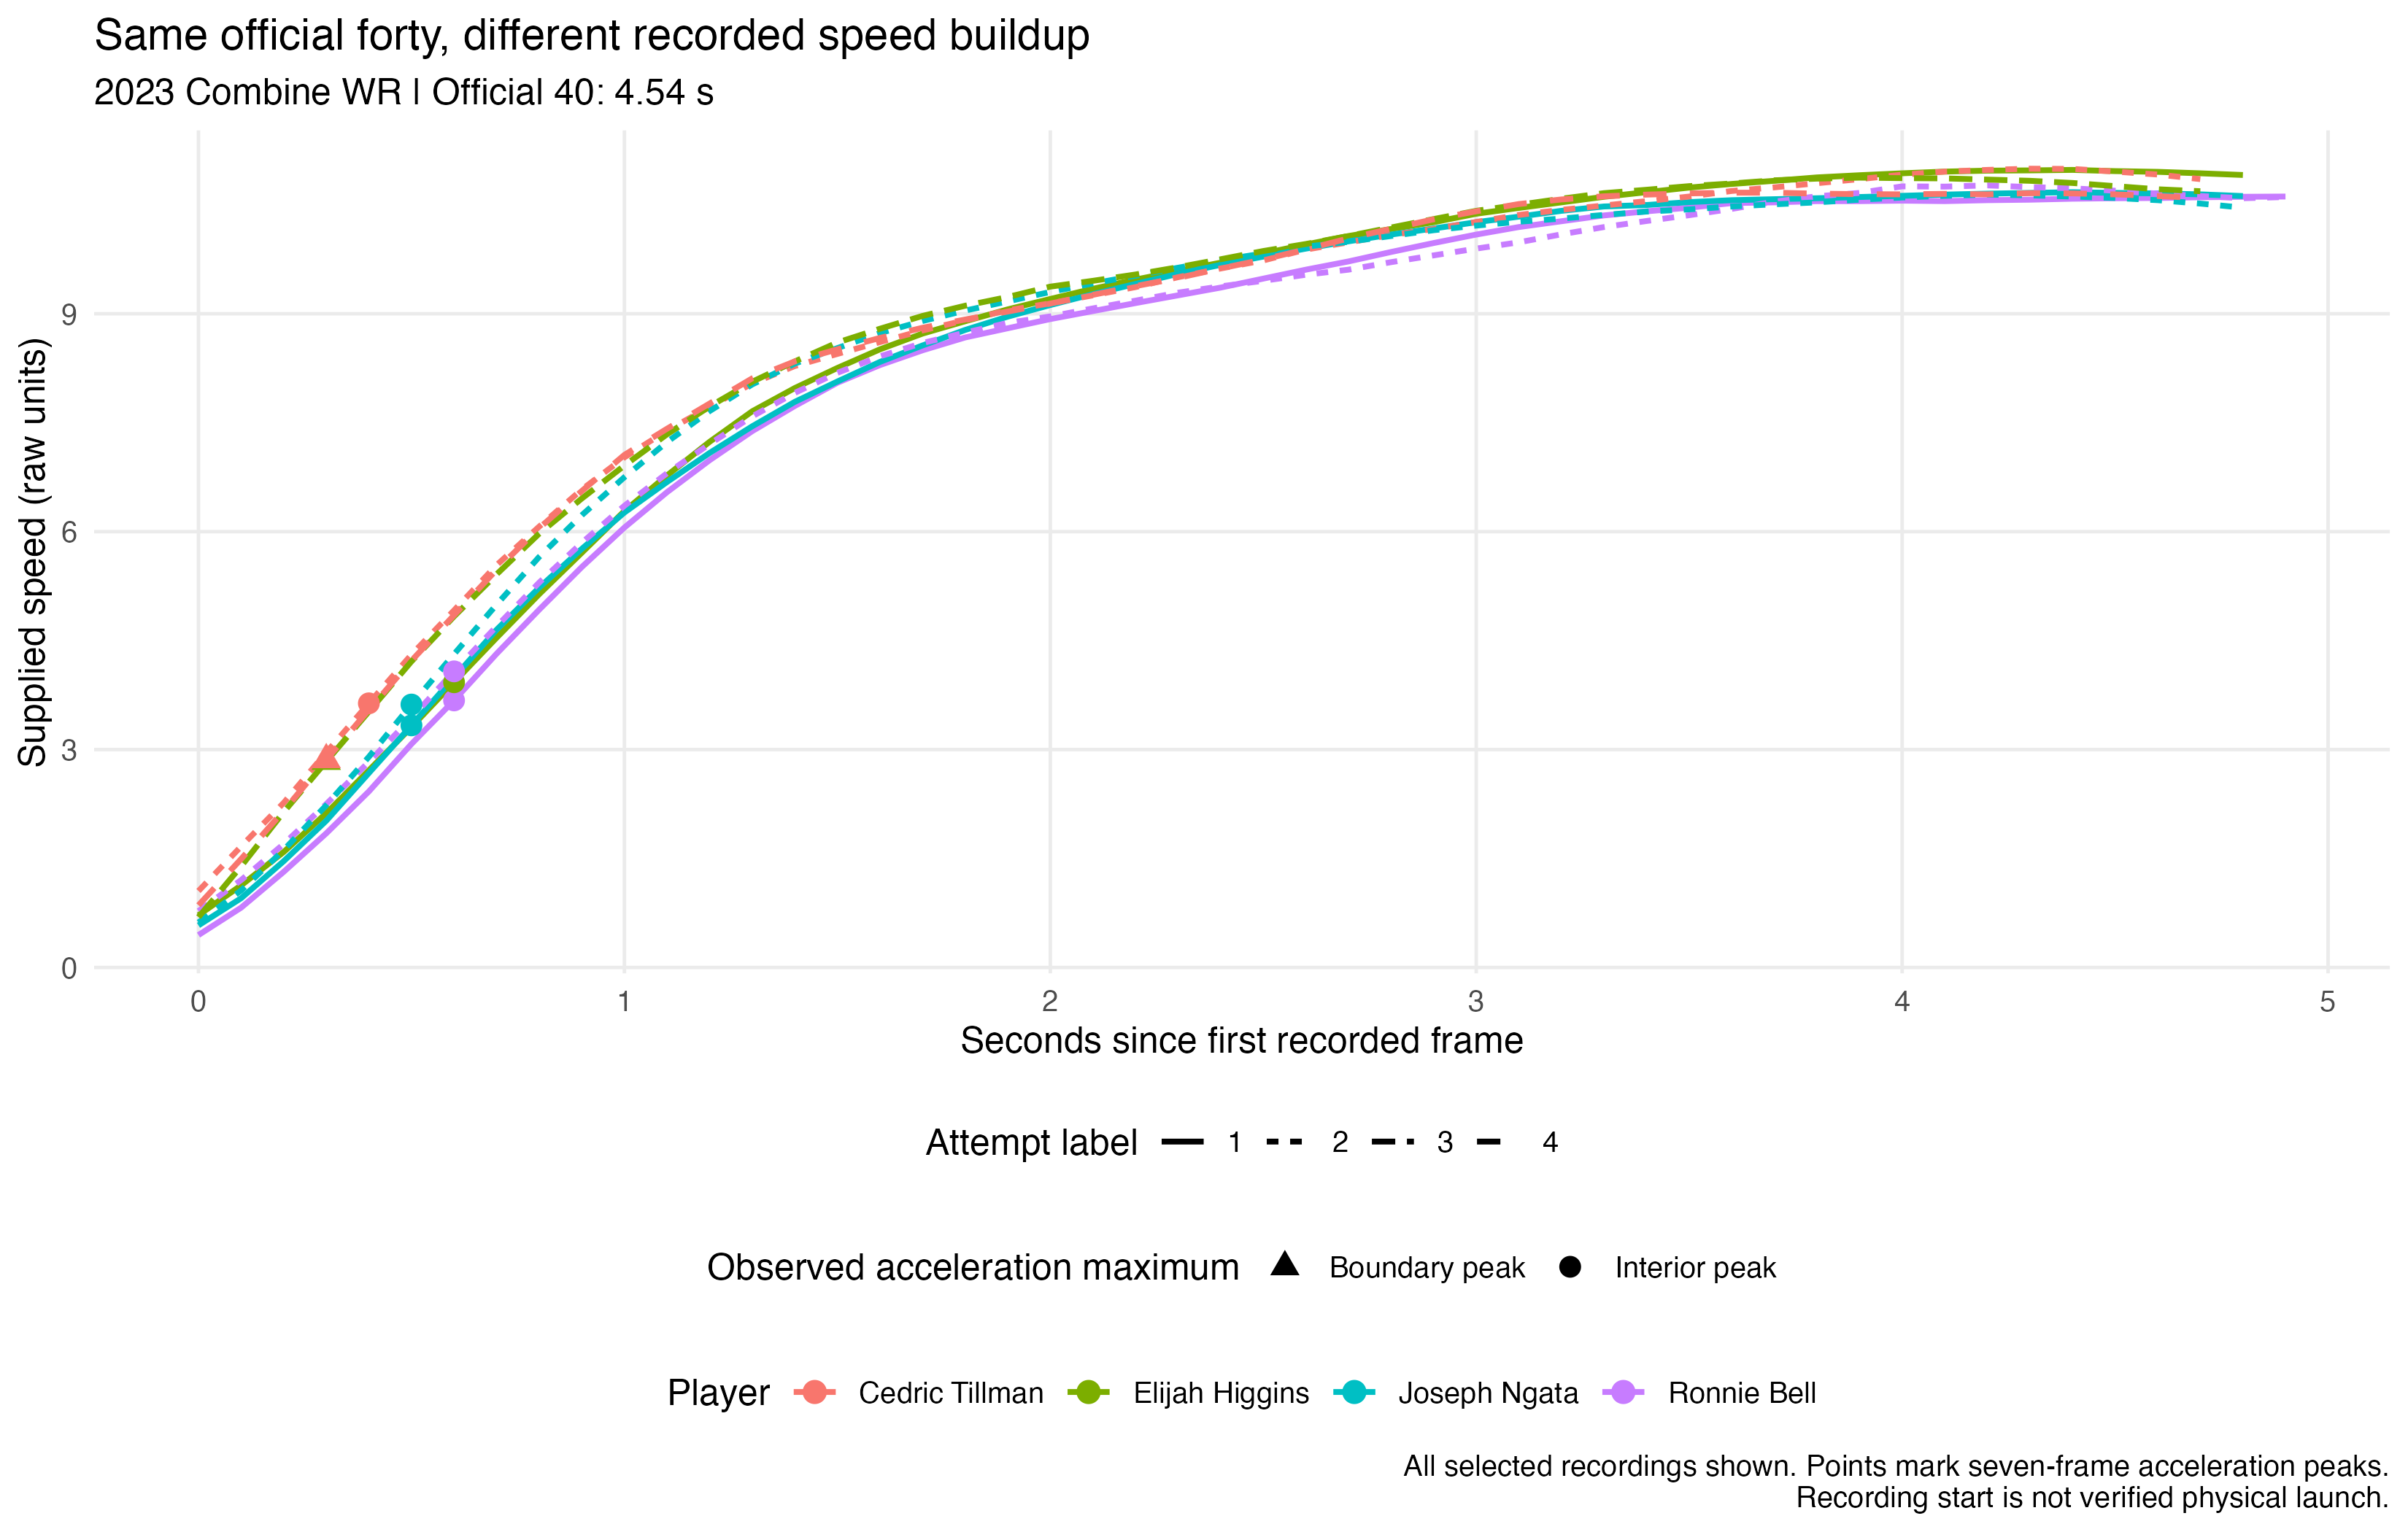 Same official forty, different recorded speed buildup
2023 Combine WR | Official 40: 4.54 s
Supplied speed (raw units)
9
6
3
0
0 1 2 3 4 5
Seconds since first recorded frame
Attempt label 1 2 3 4
Observed acceleration maximum Boundary peak Interior peak
Player Cedric Tillman Elijah Higgins Joseph Ngata Ronnie Bell
All selected recordings shown. Points mark seven-frame acceleration peaks.
Recording start is not verified physical launch.